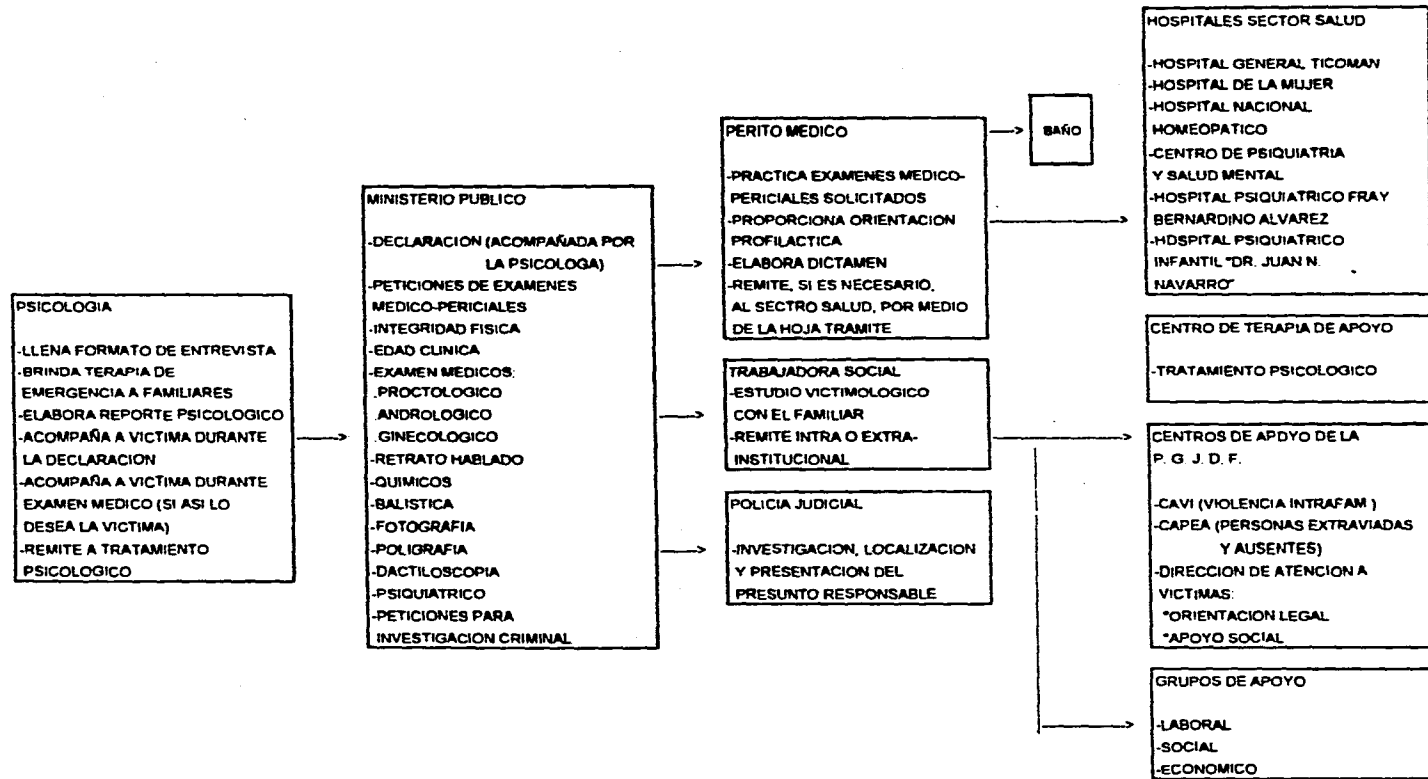 PSICOLOGIA
-LLENA FORMATO DE ENTREVISTA
-BRINDA TERAPIA DE
EMERGENCIA A FAMILIARES
-ELABORA REPORTE PSICOLOGICO
-ACOMPAÑA A VICTIMA DURANTE
LA DECLARACION
-ACOMPAÑA A VICTIMA DURANTE
EXAMEN MEDICO (SI ASI LO
DESEA LA VICTIMA)
-REMITE A TRATAMIENTO
PSICOLOGICO
MINISTERIO PUBLICO
-DECLARACION (ACOMPAÑADA POR
LA PSICOLOGA)
-PETICIONES DE EXAMENES
MEDICO-PERICIALES
-INTEGRIDAD FISICA
-EDAD CLINICA
-EXAMEN MEDICOS:
.PROCTOLOGICO
.ANDROLOGICO
.GINECOLOGICO
-RETRATO HABLADO
-QUIMICOS
-BALISTICA
-FOTOGRAFIA
-POLIGRAFIA
-DACTILOSCOPIA
-PSIQUIATRICO
-PETICIONES PARA
INVESTIGACION CRIMINAL
PERITO MEDICO
-PRACTICA EXAMENES MEDICO-
PERICIALES SOLICITADOS
-PROPORCIONA ORIENTACION
PROFILACTICA
-ELABORA DICTAMEN
-REMITE, SI ES NECESARIO,
AL SECTRO SALUD, POR MEDIO
DE LA HOJA TRAMITE
TRABAJADORA SOCIAL
-ESTUDIO VICTIMOLOGICO
CON EL FAMILIAR
-REMITE INTRA O EXTRA-
INSTITUCIONAL
POLICIA JUDICIAL
-INVESTIGACION, LOCALIZACION
Y PRESENTACION DEL
PRESUNTO RESPONSABLE
BAÑO
HOSPITALES SECTOR SALUD
-HOSPITAL GENERAL TICOMAN
-HOSPITAL DE LA MUJER
-HOSPITAL NACIONAL
HOMEOPATICO
-CENTRO DE PSIQUIATRIA
Y SALUD MENTAL
-HOSPITAL PSIQUIATRICO FRAY
BERNARDINO ALVAREZ
-HOSPITAL PSIQUIATRICO
INFANTIL "DR. JUAN N.
NAVARRO"
CENTRO DE TERAPIA DE APOYO
-TRATAMIENTO PSICOLOGICO
CENTROS DE APOYO DE LA
P. G. J. D. F.
-CAVI (VIOLENCIA INTRAFAM.)
-CAPEA (PERSONAS EXTRAVIADAS
Y AUSENTES)
-DIRECCION DE ATENCION A
VICTIMAS:
*ORIENTACION LEGAL
*APOYO SOCIAL
GRUPOS DE APOYO
-LABORAL
-SOCIAL
-ECONOMICO